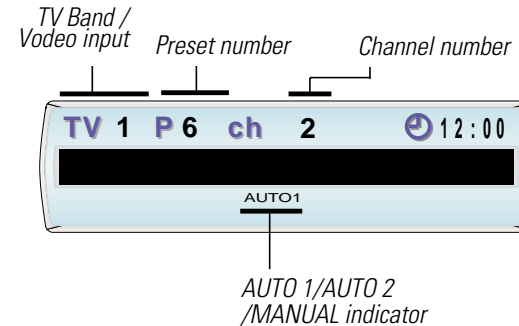 TV Band /
Vodeo input
Preset number
Channel number
TV 1 P 6 ch 2 12:00
AUTO1
AUTO 1/AUTO 2
/MANUAL indicator